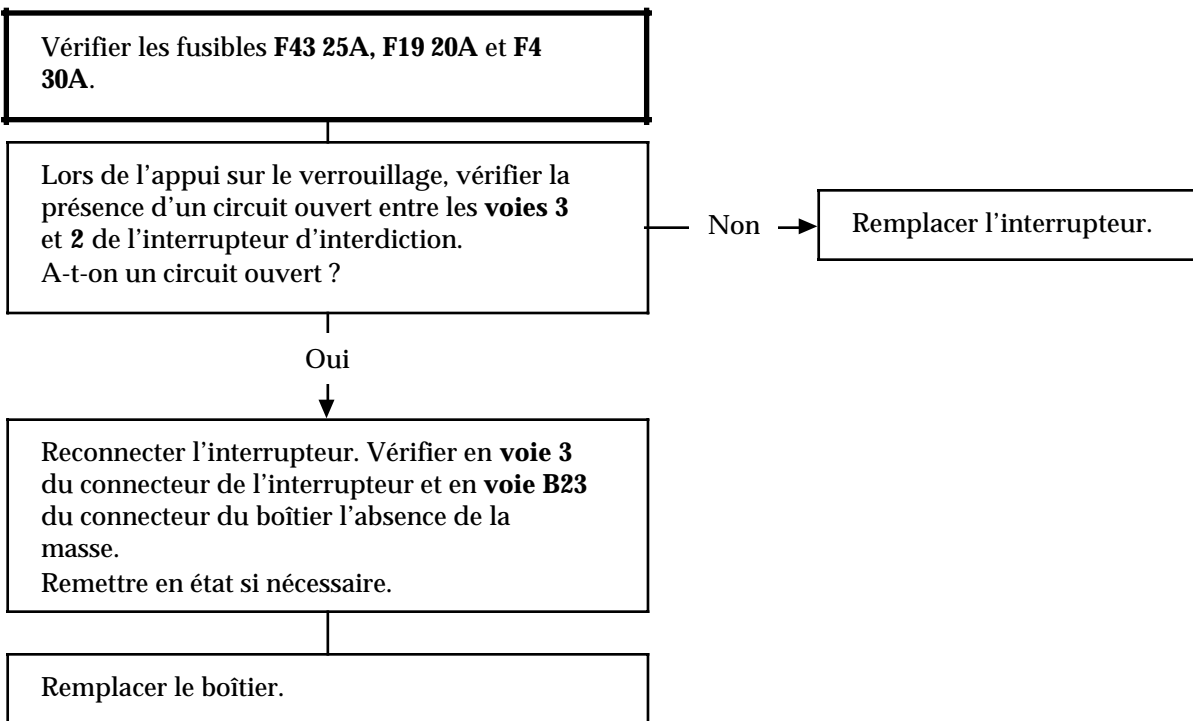 Vérifier les fusibles F43 25A, F19 20A et F4
30A.
Lors de l’appui sur le verrouillage, vérifier la
présence d’un circuit ouvert entre les voies 3
et 2 de l’interrupteur d’interdiction.
A-t-on un circuit ouvert ?
Non
Remplacer l’interrupteur.
Oui
Reconnecter l’interrupteur. Vérifier en voie 3
du connecteur de l’interrupteur et en voie B23
du connecteur du boîtier l’absence de la
masse.
Remettre en état si nécessaire.
Remplacer le boîtier.